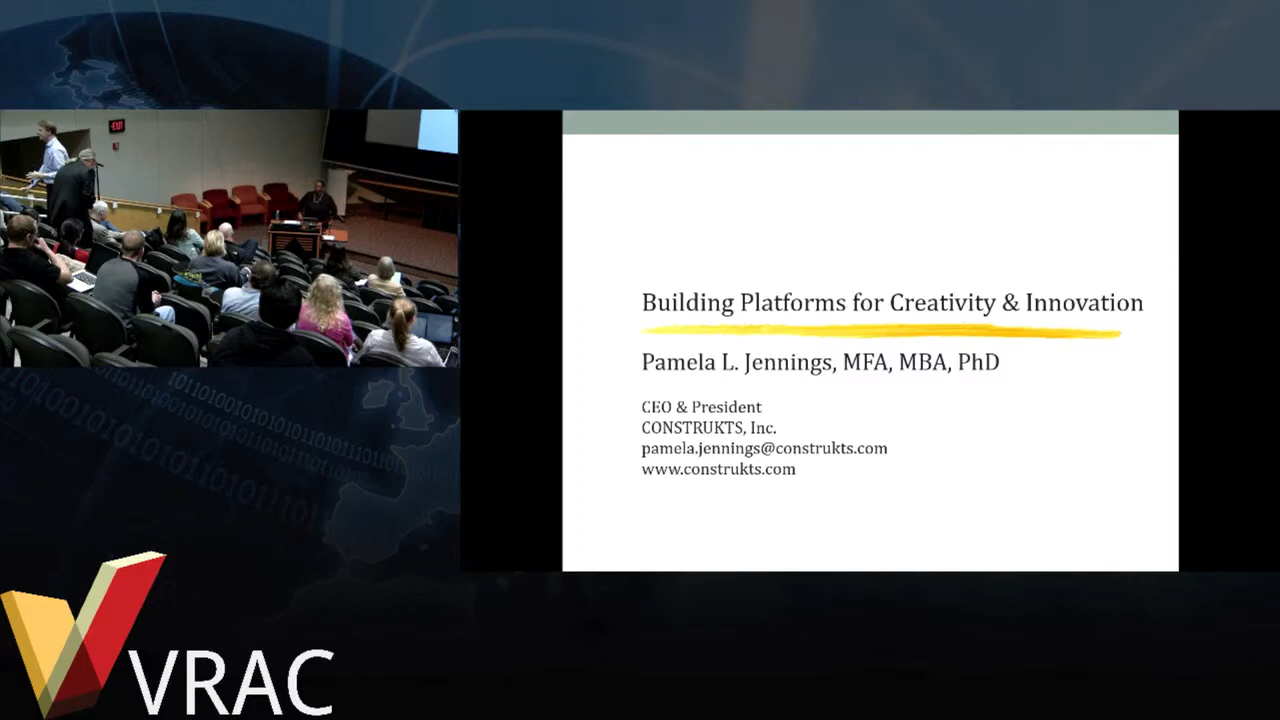 EXIT
Building Platforms for Creativity & Innovation
Pamela L. Jennings, MFA, MBA, PhD
CEO & President
CONSTRUKTS, Inc.
pamela.jennings@construkts.com
www.construkts.com
VRAC